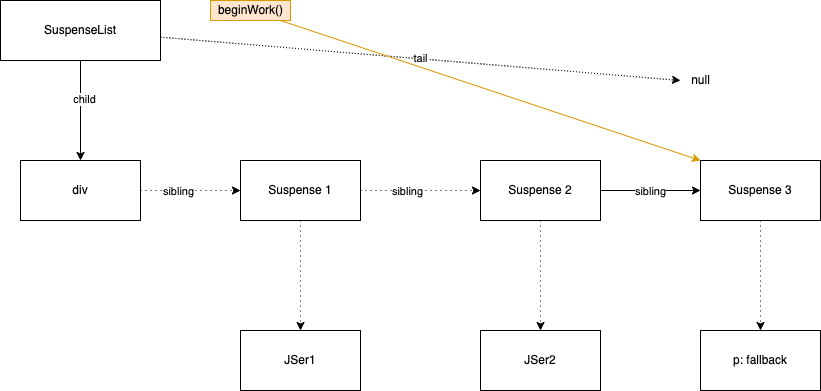 beginWork()
SuspenseList
tail
null
child
div
sibling
Suspense 1
sibling
Suspense 2
sibling
Suspense 3
JSer1
JSer2
p: fallback